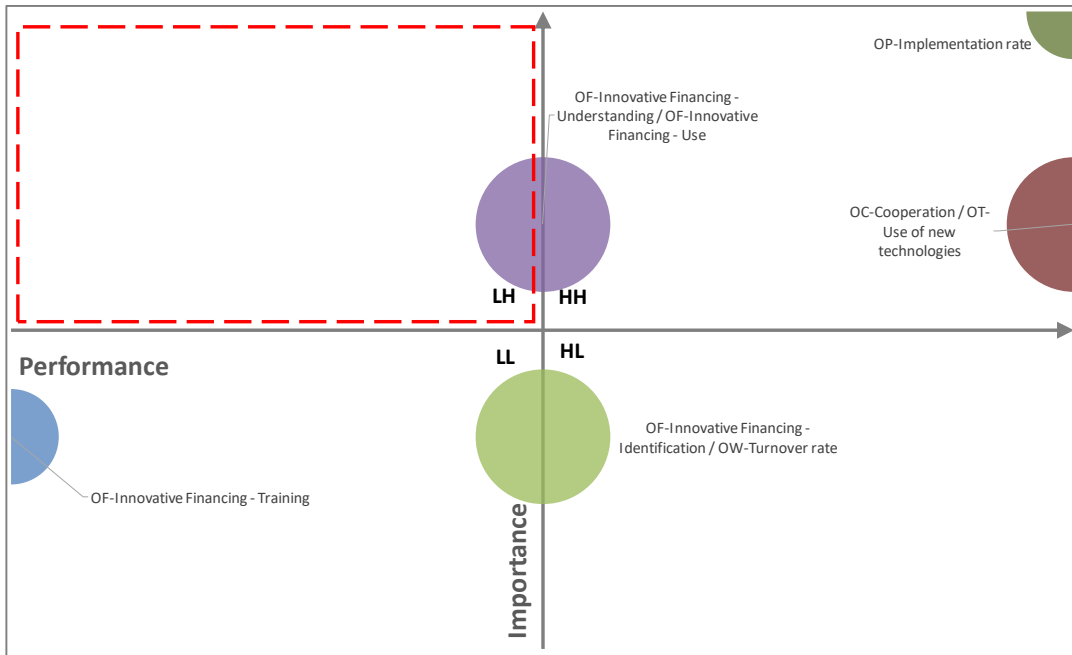 OP-Implementation rate
OF-Innovative Financing -
Understanding / OF-Innovative
Financing - Use
OC-Cooperation / OT-
Use of new
technologies
LH
HH
LL
HL
Performance
OF-Innovative Financing -
Identification / OW-Turnover rate
OF-Innovative Financing - Training
Importance